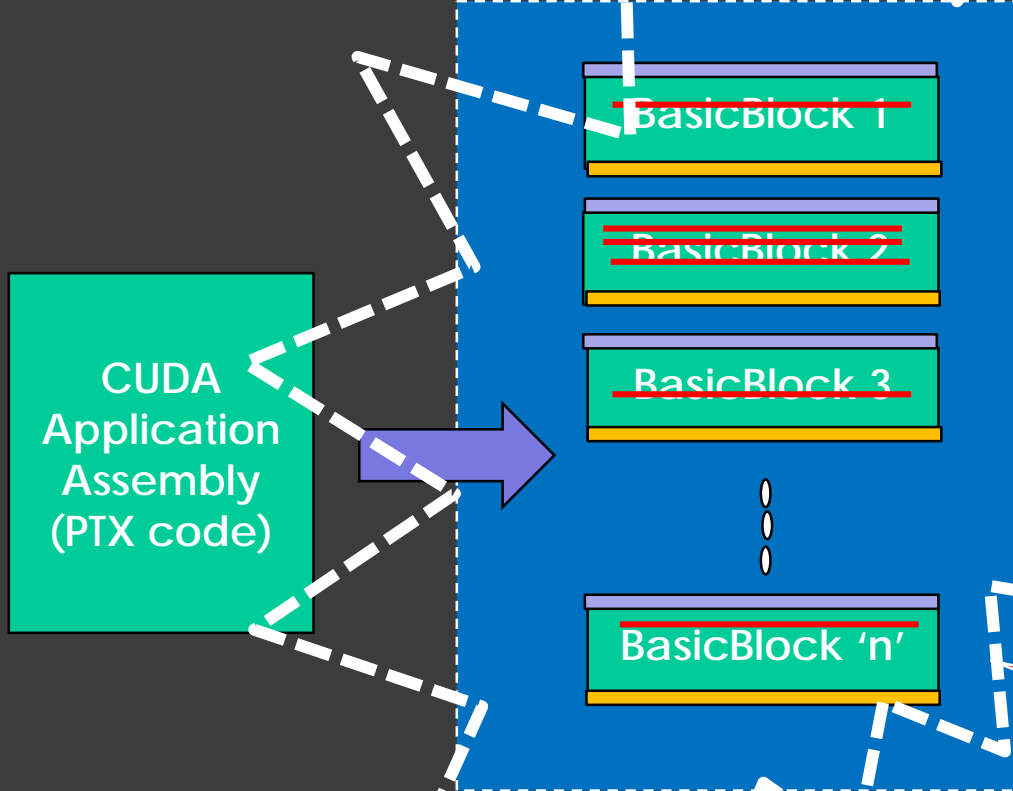 CUDA
Application
Assembly
(PTX code)
BasicBlock 1
BasicBlock 2
BasicBlock 3
BasicBlock ‘n’